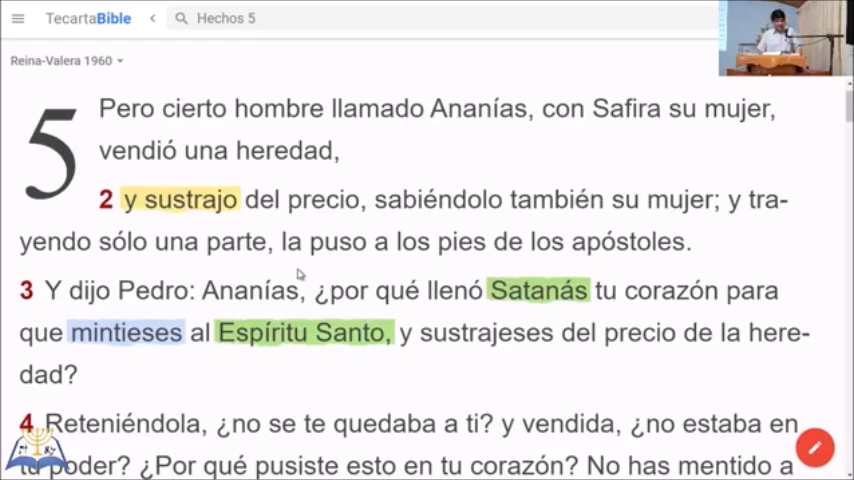 TecartaBible
Hechos 5
Reina-Valera 1960
5 Pero cierto hombre llamado Ananías, con Safira su mujer,
vendió una heredad,
2 y sustrajo del precio, sabiéndolo también su mujer; y tra-
yendo sólo una parte, la puso a los pies de los apóstoles.
3 Y dijo Pedro: Ananías, ¿por qué llenó Satanás tu corazón para
que mintieses al Espíritu Santo, y sustrajeses del precio de la here-
dad?
4 Reteniéndola, ¿no se te quedaba a ti? y vendida, ¿no estaba en
tu poder? ¿Por qué pusiste esto en tu corazón? No has mentido a